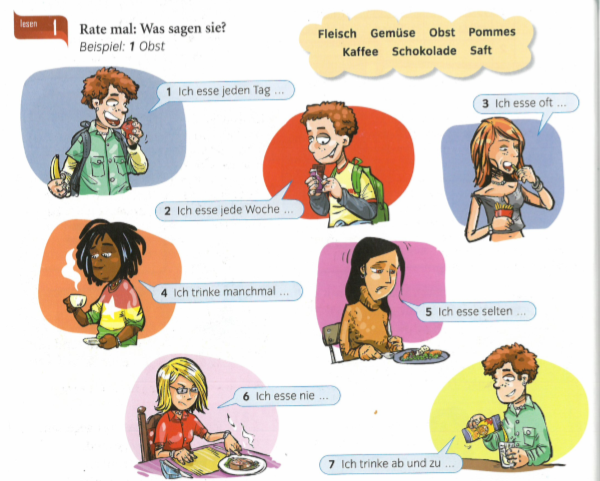 lesen 1
Rate mal: Was sagen sie?
Beispiel: 1 Obst
Fleisch Gemüse Obst Pommes
Kaffee Schokolade Saft
1 Ich esse jeden Tag ...
2 Ich esse jede Woche ...
3 Ich esse oft ...
4 Ich trinke manchmal ...
5 Ich esse selten ...
6 Ich esse nie ...
7 Ich trinke ab und zu ...